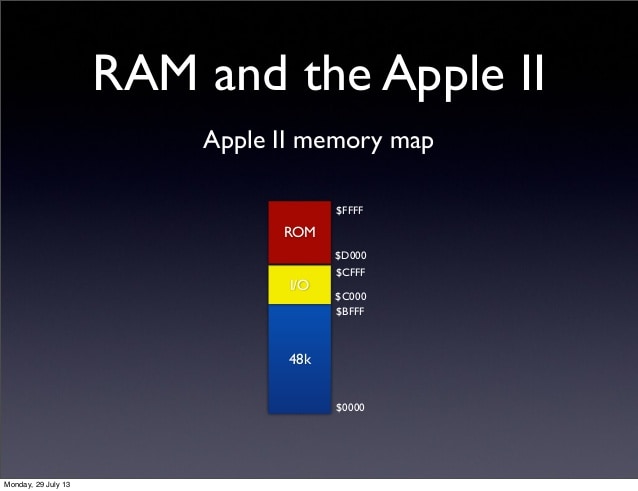 RAM and the Apple II
Apple II memory map
$FFFF
ROM
$D000
$CFFF
I/O
$C000
$BFFF
48k
$0000
Monday, 29 July 13